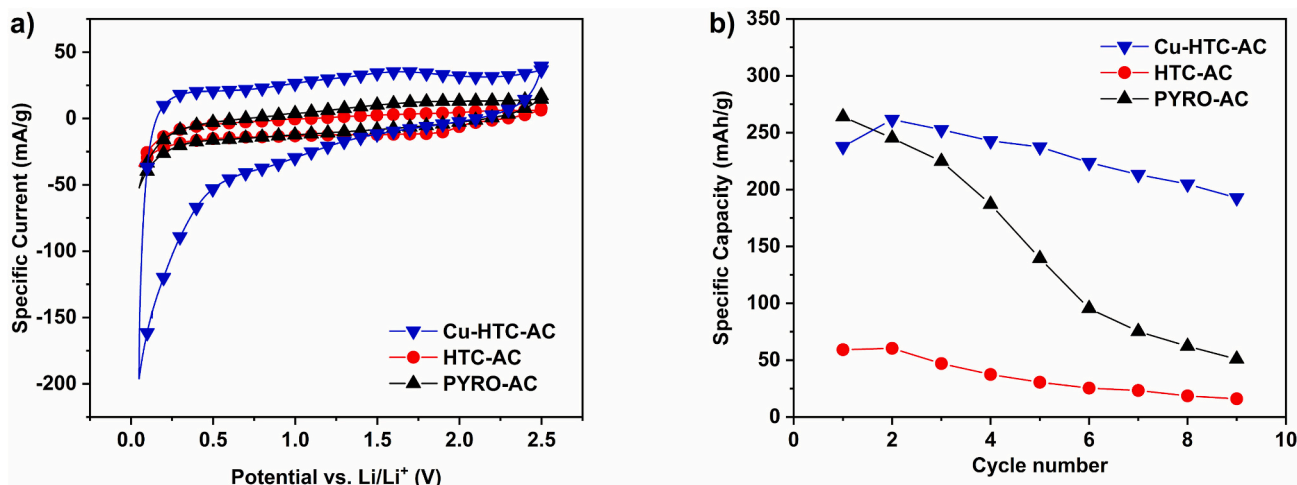 a)
Specific Current (mA/g)
50
0
-50
-100
-150
-200
0.0 0.5 1.0 1.5 2.0 2.5
Potential vs. Li/Li⁺ (V)
Cu-HTC-AC
HTC-AC
PYRO-AC
b)
Specific Capacity (mAh/g)
350
300
250
200
150
100
50
0
0 2 4 6 8 10
Cycle number
Cu-HTC-AC
HTC-AC
PYRO-AC